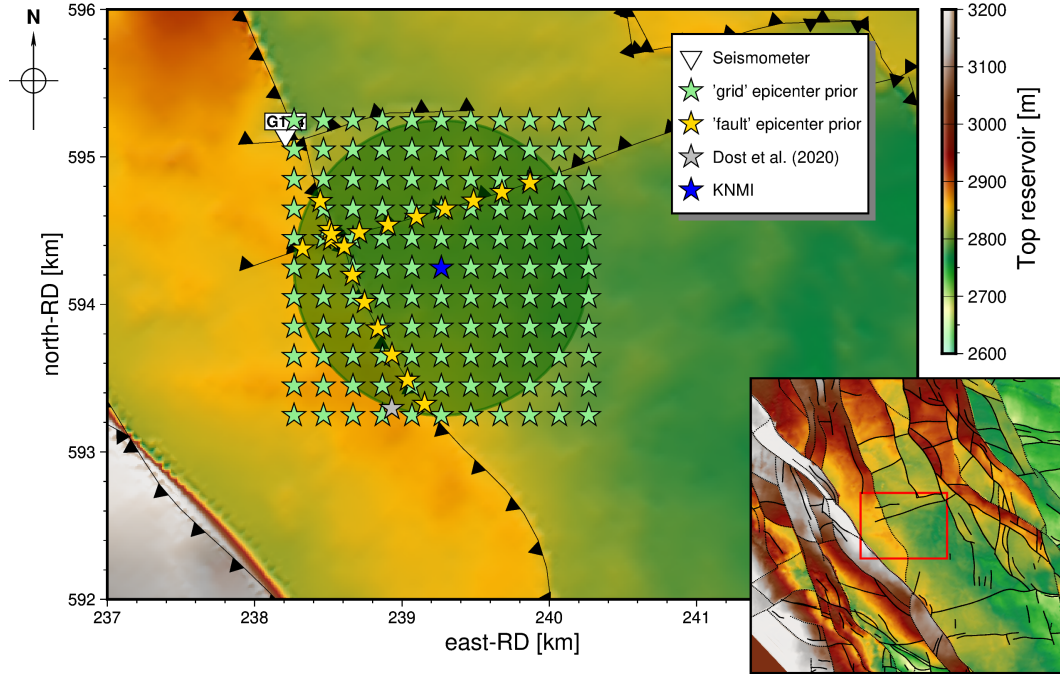 N
596
595
594
593
592
north-RD [km]
237
238
239
240
241
east-RD [km]
Seismometer
'grid' epicenter prior
'fault' epicenter prior
Dost et al. (2020)
KNMI
3200
3100
3000
2900
2800
2700
2600
Top reservoir [m]